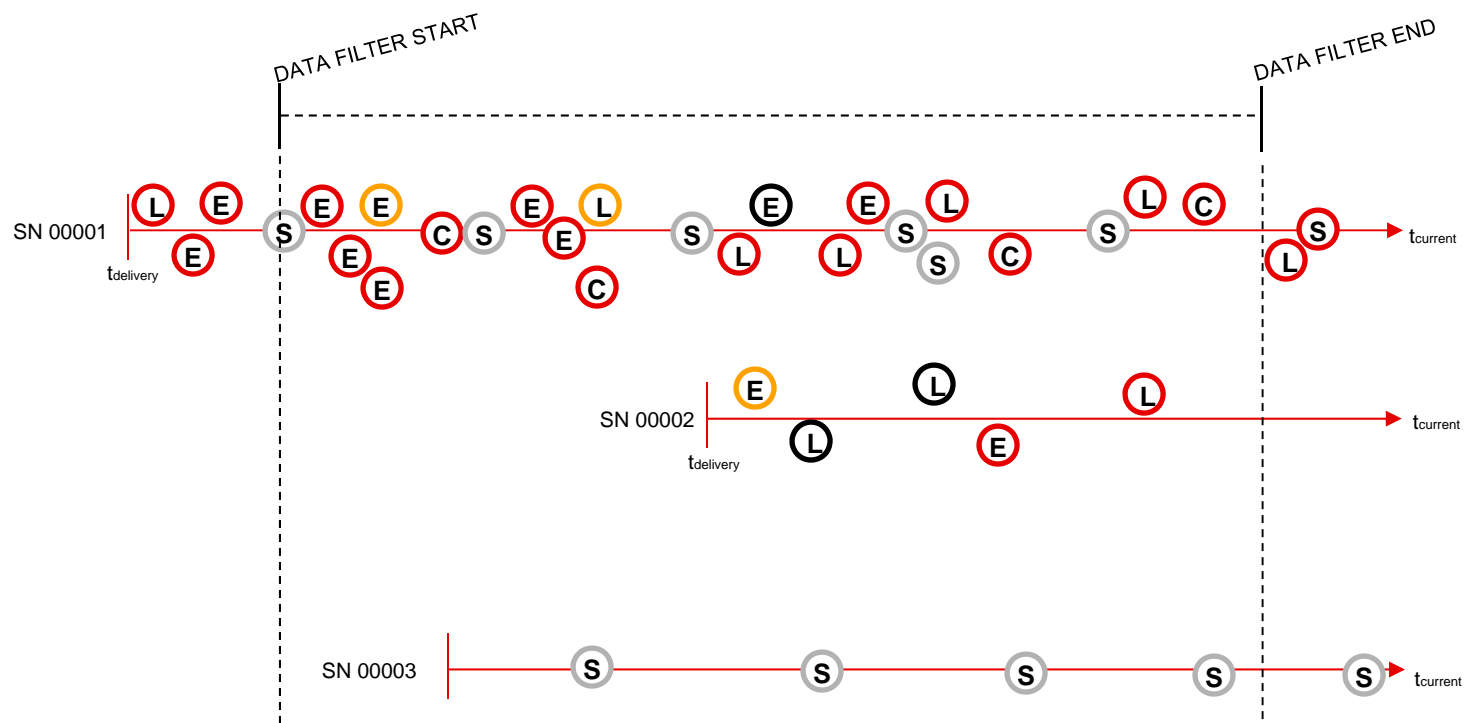 DATA FILTER START
DATA FILTER END
L E E S E E E E C S E E L C S L E L E S S L C S L C L S
SN 00001
tdelivery
tcurrent
E L L E L
SN 00002
tdelivery
tcurrent
SN 00003
S S S S S
tcurrent